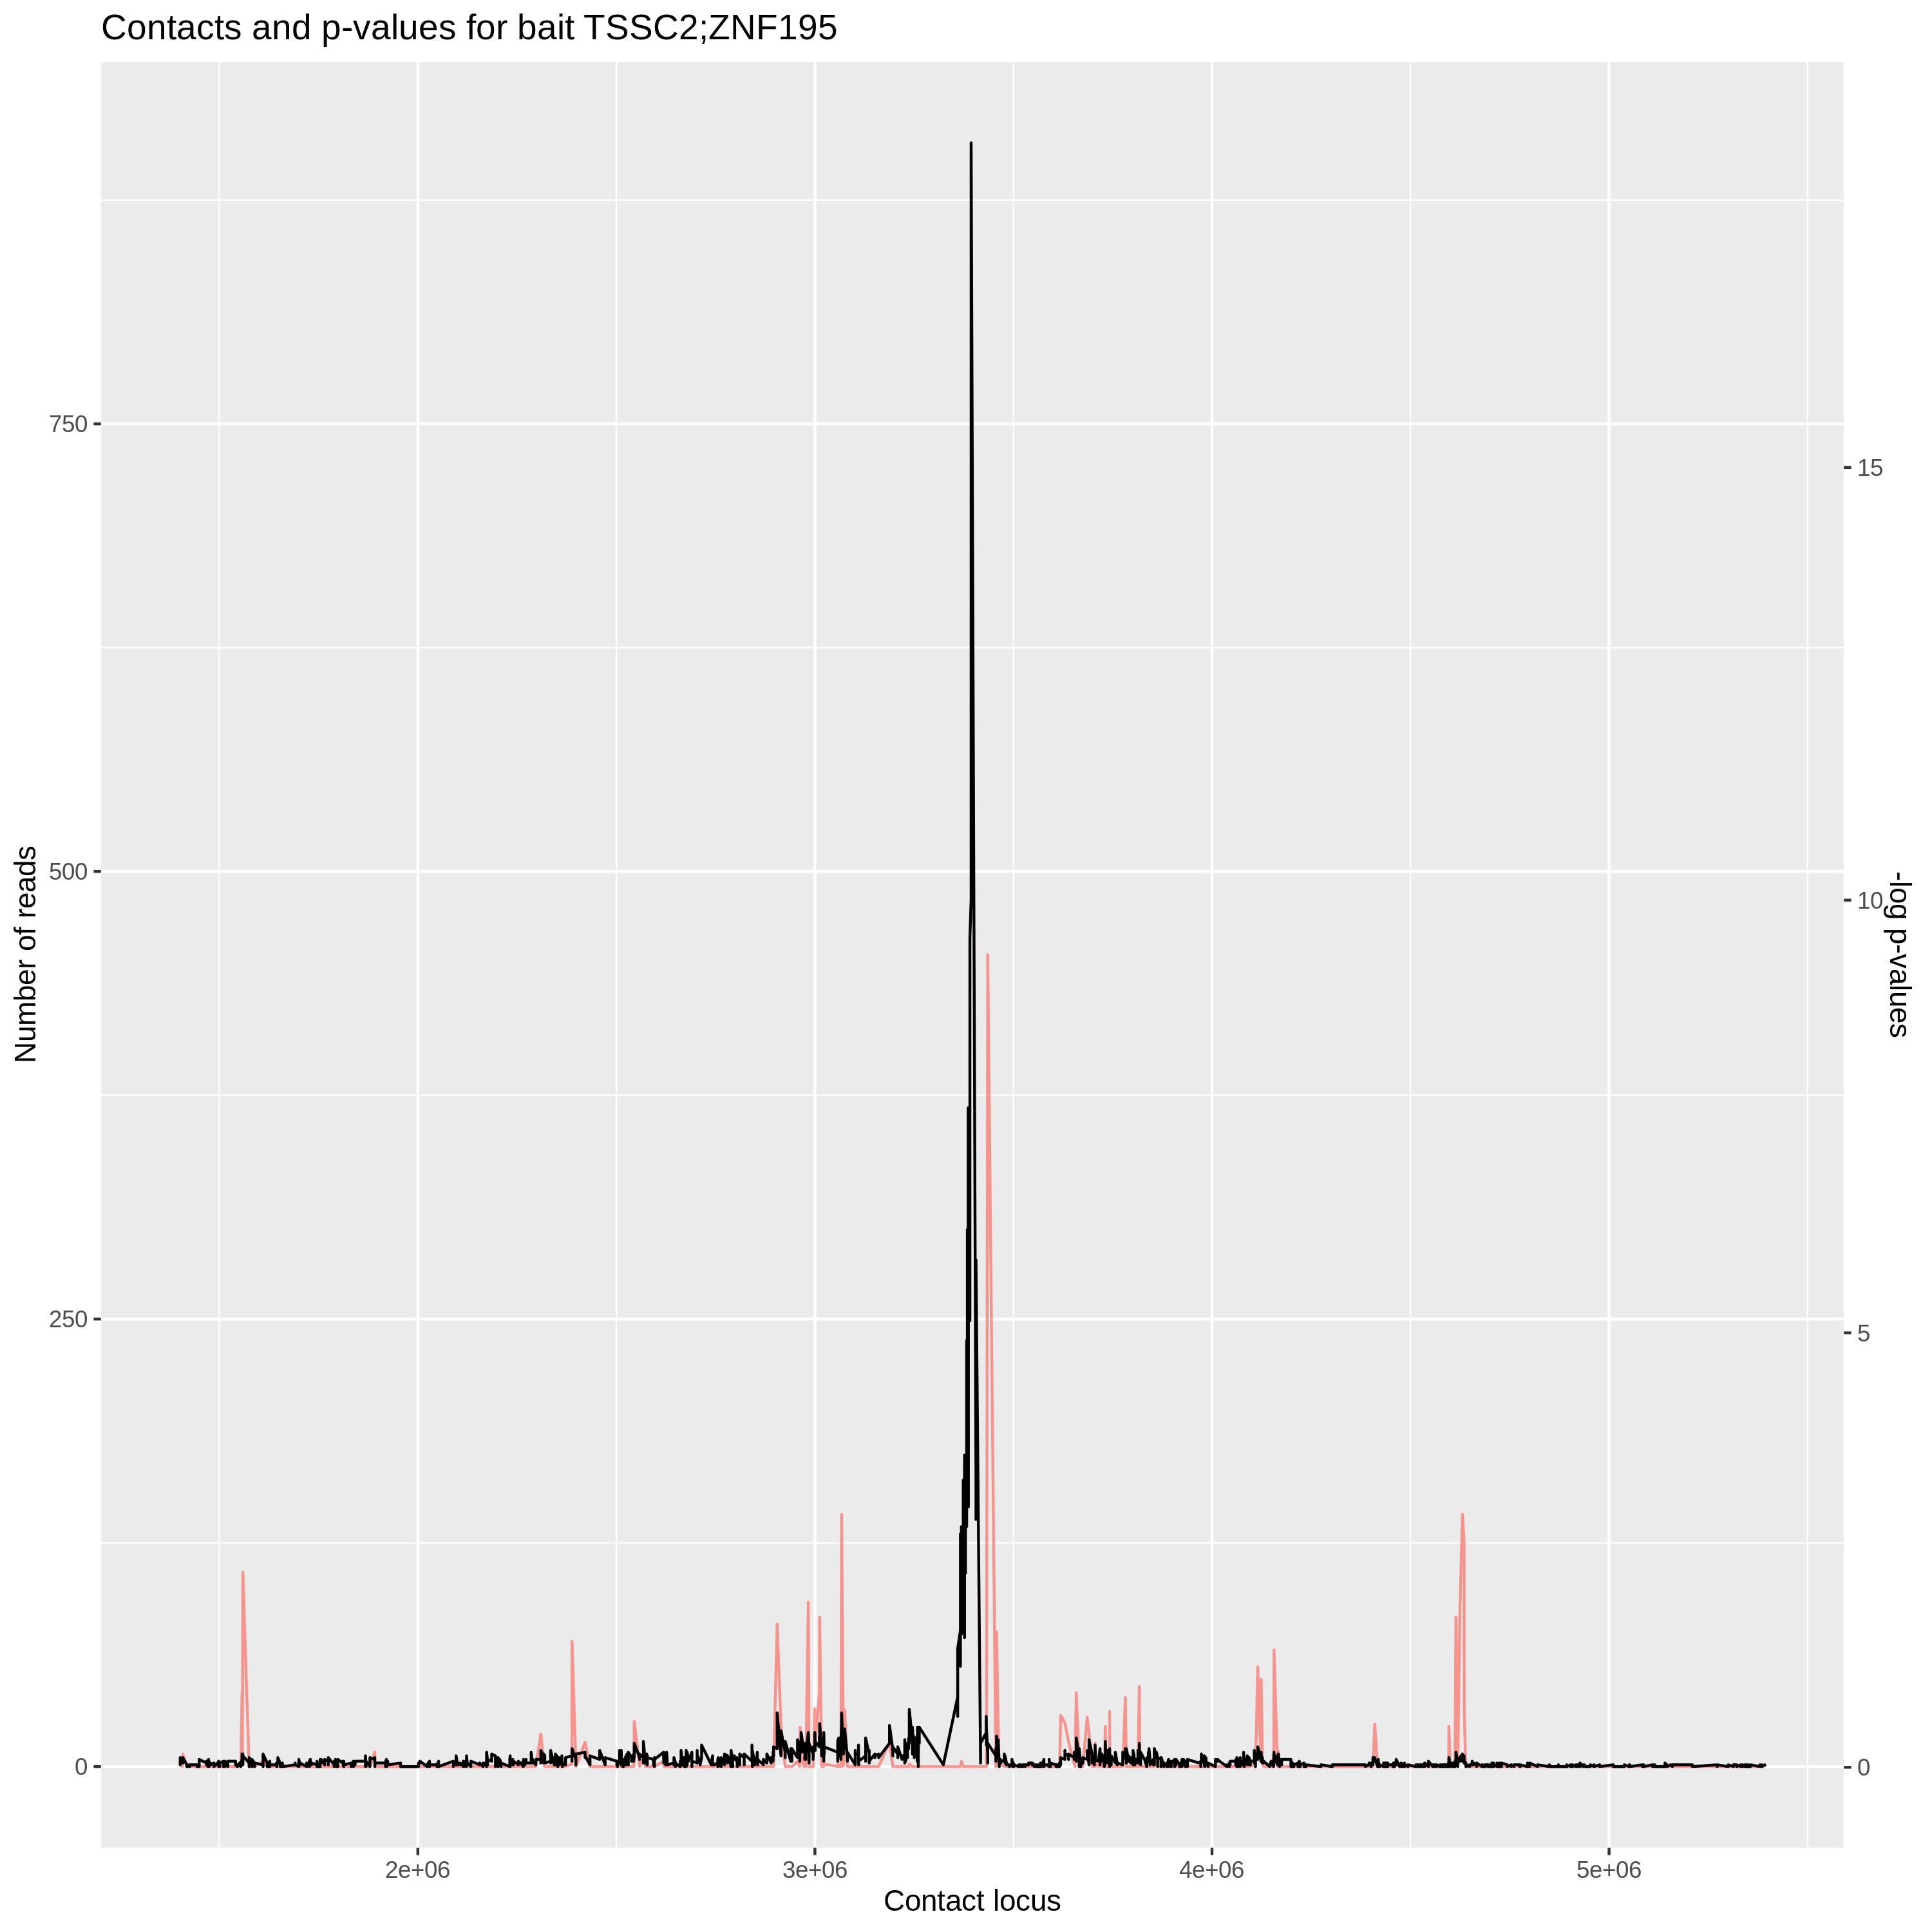 Contacts and p-values for bait TSSC2;ZNF195
Number of reads
750
500
250
0
15
10
5
0
-log p-values
2e+06
3e+06
4e+06
5e+06
Contact locus